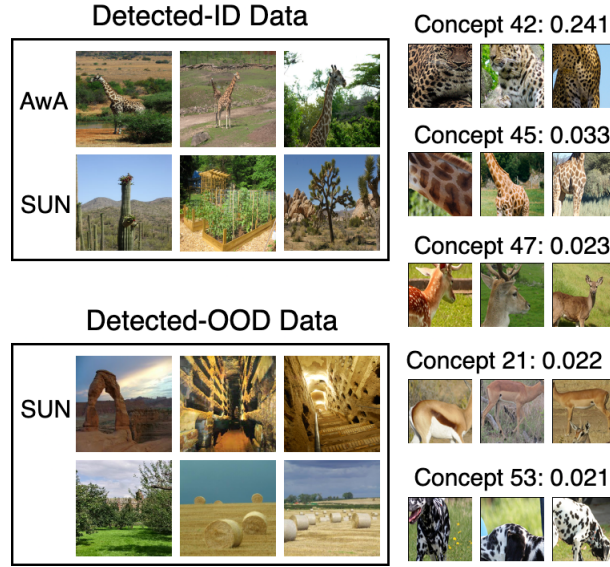 Detected-ID Data
AwA
SUN
Detected-OOD Data
SUN
Concept 42: 0.241
Concept 45: 0.033
Concept 47: 0.023
Concept 21: 0.022
Concept 53: 0.021